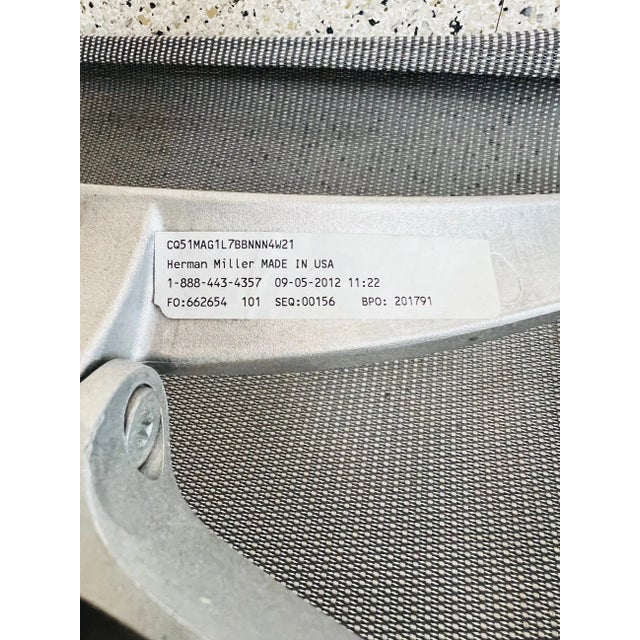 CQ51MAG1L7BBNNN4W21
Herman Miller MADE IN USA
1-888-443-4357 09-05-2012 11:22
FO:662654 101 SEQ:00156 BPO: 201791